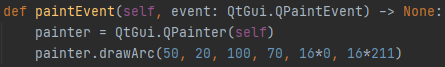 def paintEvent(self, event: QtGui.QPaintEvent) -> None:
    painter = QtGui.QPainter(self)
    painter.drawArc(50, 20, 100, 70, 16*0, 16*211)